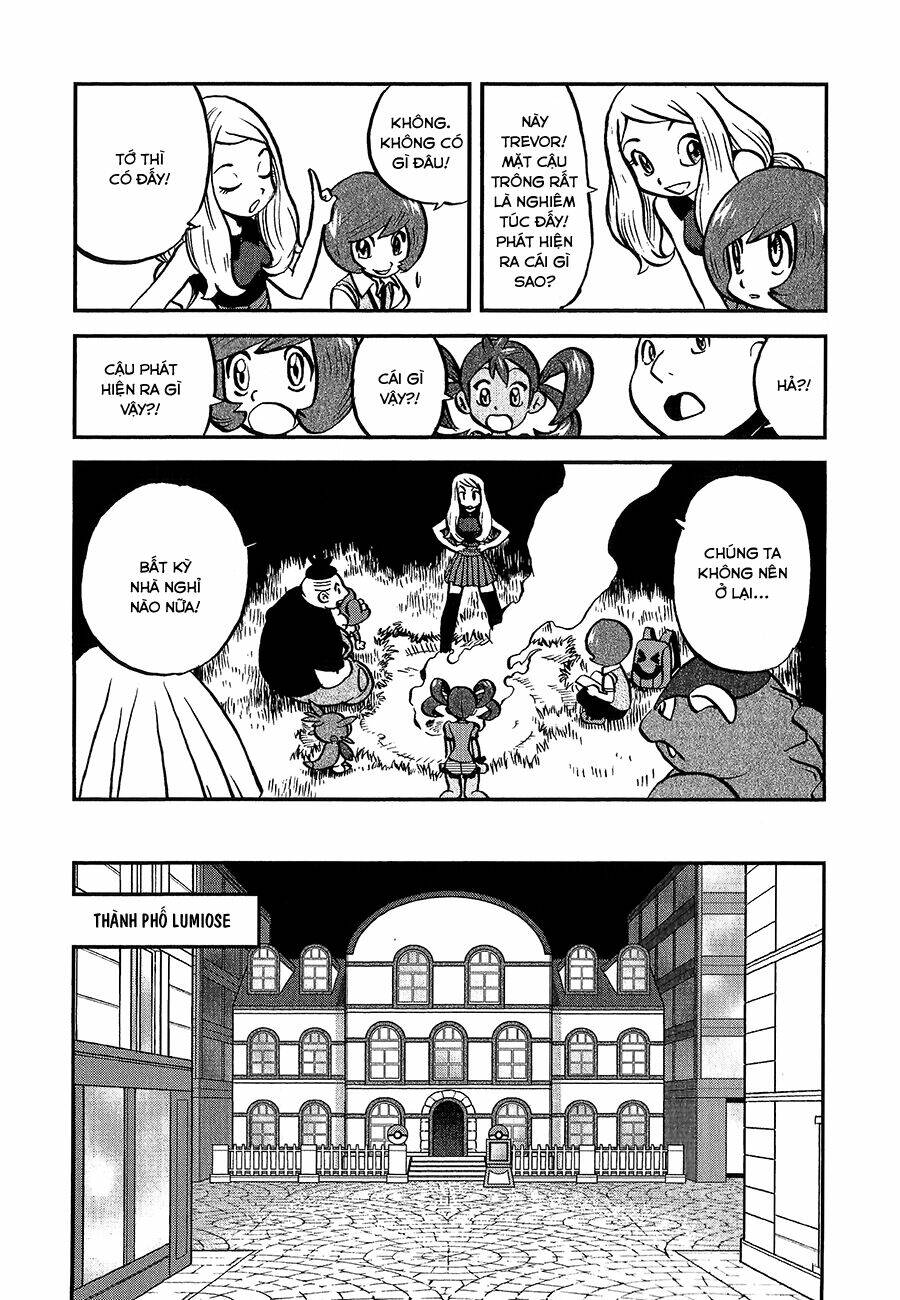 NÀY
TREVOR!
MẶT CẬU
TRÔNG RẤT
LÀ NGHIÊM
TÚC ĐẤY!
PHÁT HIỆN
RA CÁI GÌ
SAO?
KHÔNG.
KHÔNG CÓ
GÌ ĐÂU!
TỚ THÌ
CÓ ĐẤY!
HẢ?!
CÁI GÌ
VẬY?!
CẬU PHÁT
HIỆN RA GÌ
VẬY?!
CHÚNG TA
KHÔNG NÊN
Ở LẠI...
BẤT KỲ
NHÀ NGHỈ
NÀO NỮA!
THÀNH PHỐ LUMIOSE